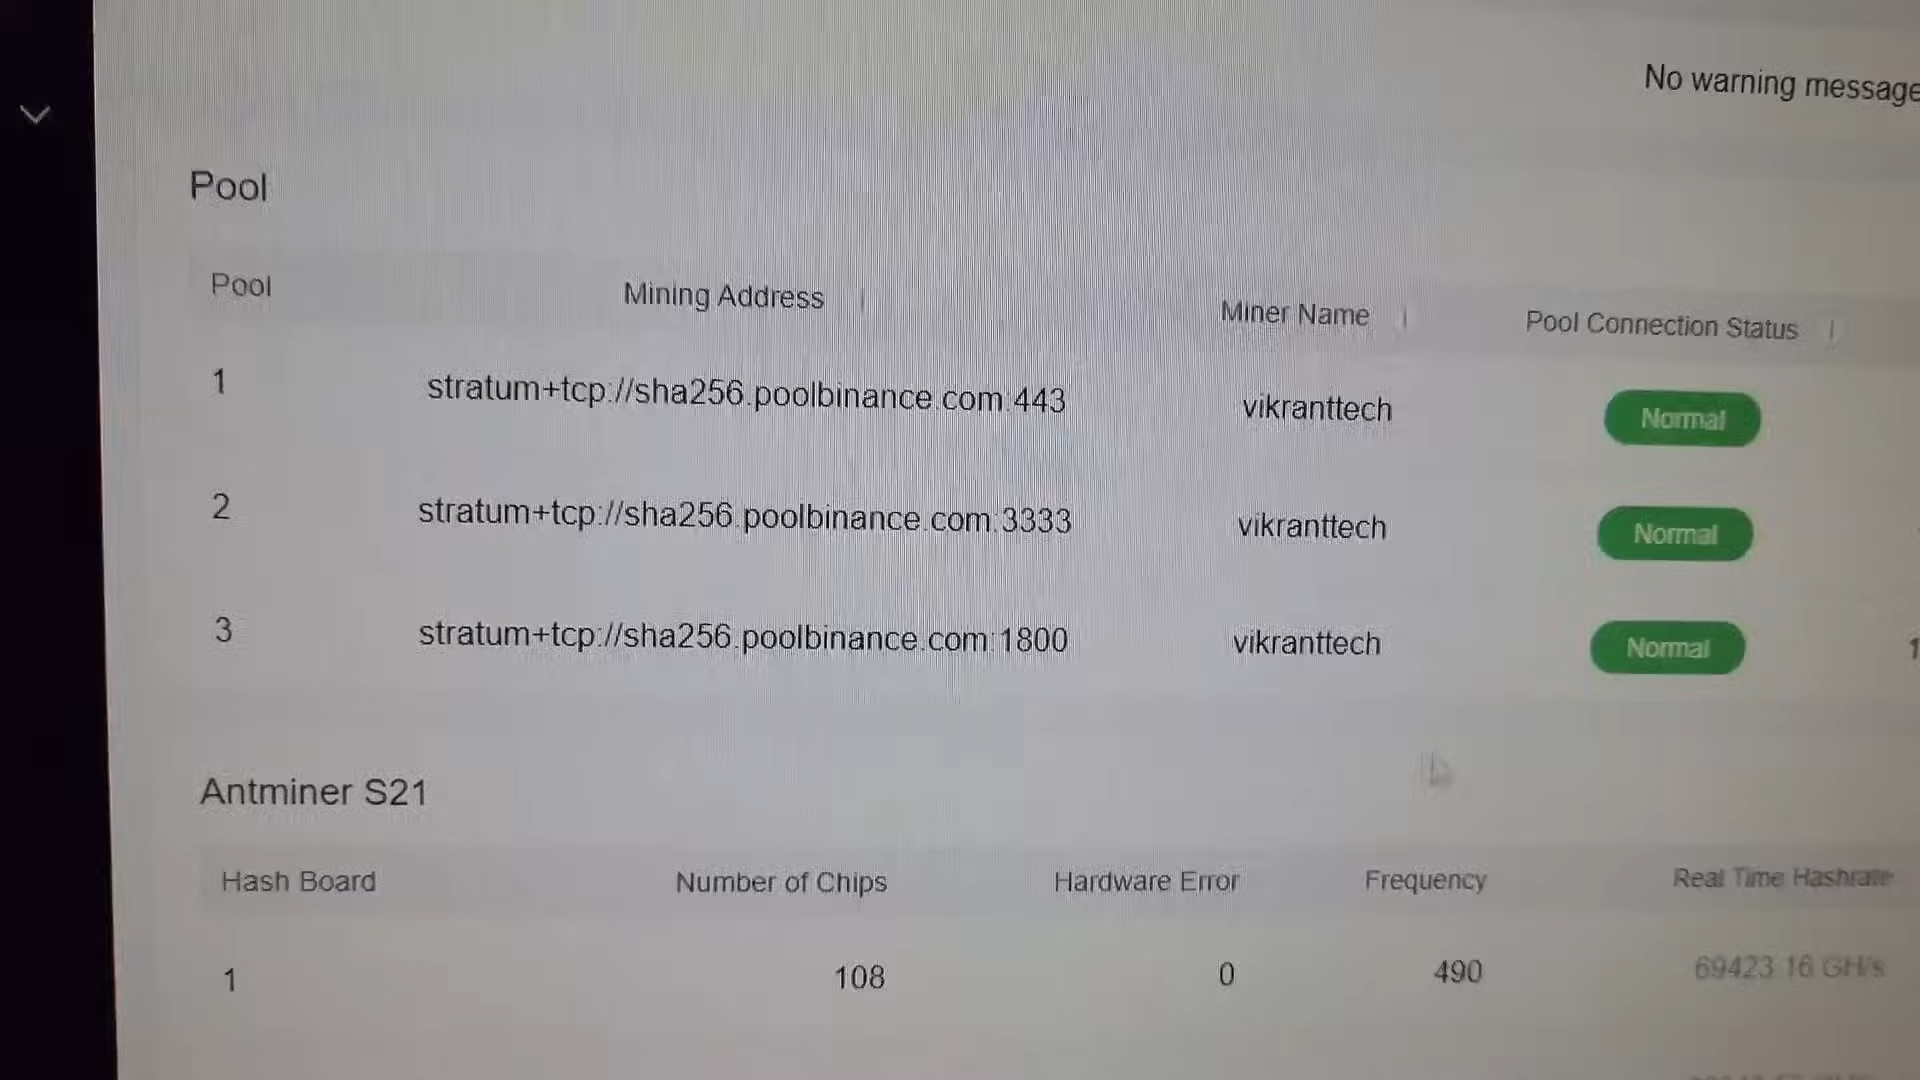 No warning message
Pool
Pool Mining Address Miner Name Pool Connection Status
1 stratum+tcp://sha256.poolbinance.com:443 vikranttech Normal
2 stratum+tcp://sha256.poolbinance.com:3333 vikranttech Normal
3 stratum+tcp://sha256.poolbinance.com:1800 vikranttech Normal
Antminer S21
Hash Board Number of Chips Hardware Error Frequency Real Time Hashrate
1 108 0 490 69423.16 GH/s